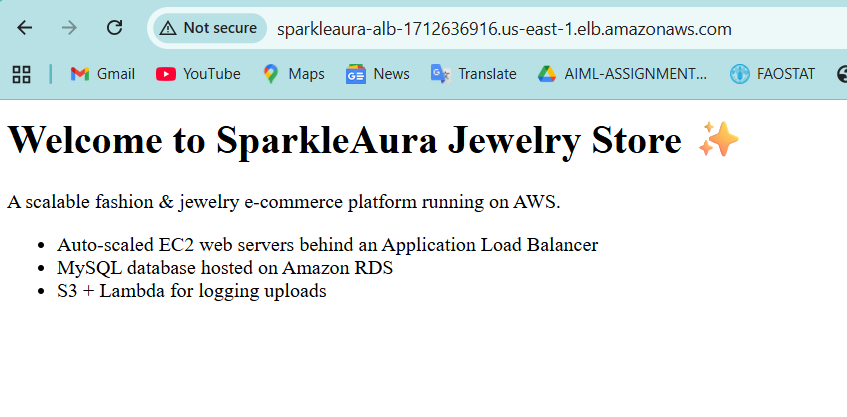 Not secure sparkleaura-alb-1712636916.us-east-1.elb.amazonaws.com
Gmail YouTube Maps News Translate AIML-ASSIGNMENT... FAOSTAT
Welcome to SparkleAura Jewelry Store ✨
A scalable fashion & jewelry e-commerce platform running on AWS.
• Auto-scaled EC2 web servers behind an Application Load Balancer
• MySQL database hosted on Amazon RDS
• S3 + Lambda for logging uploads